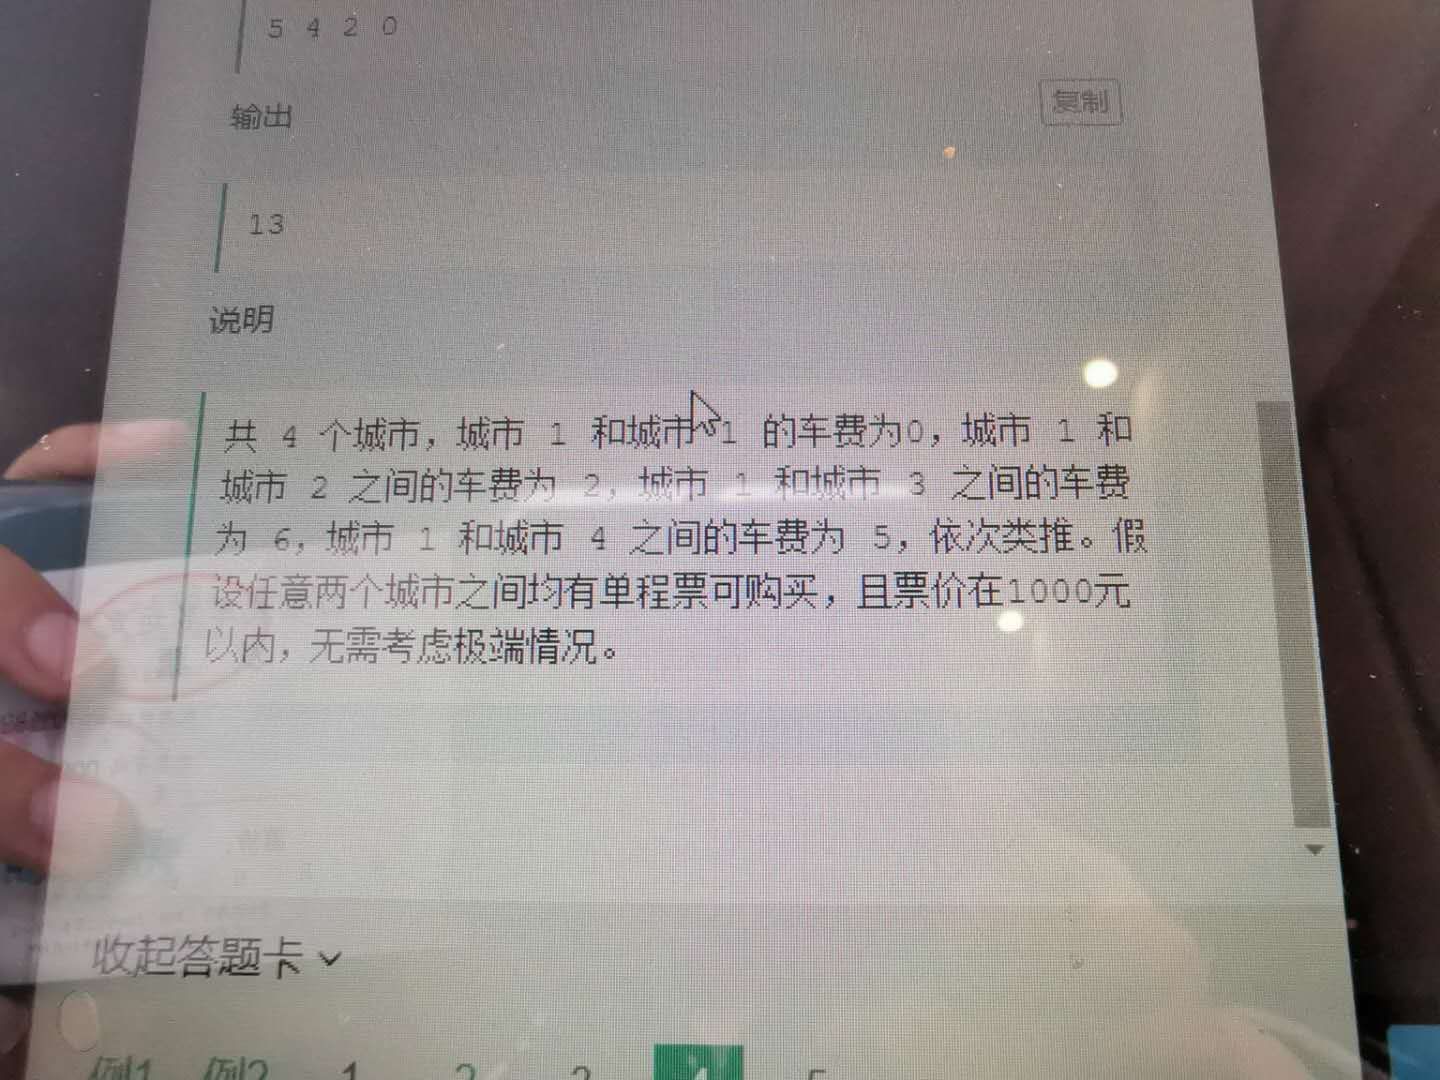 5 4 2 0
输出
复制
13
说明
共 4 个城市，城市 1 和城市 1 的车费为0，城市 1 和
城市 2 之间的车费为 2，城市 1 和城市 3 之间的车费
为 6，城市 1 和城市 4 之间的车费为 5，依次类推。假
设任意两个城市之间均有单程票可购买，且票价在1000元
以内，无需考虑极端情况。
收起答题卡
例1 例2 1 2 3 4 5